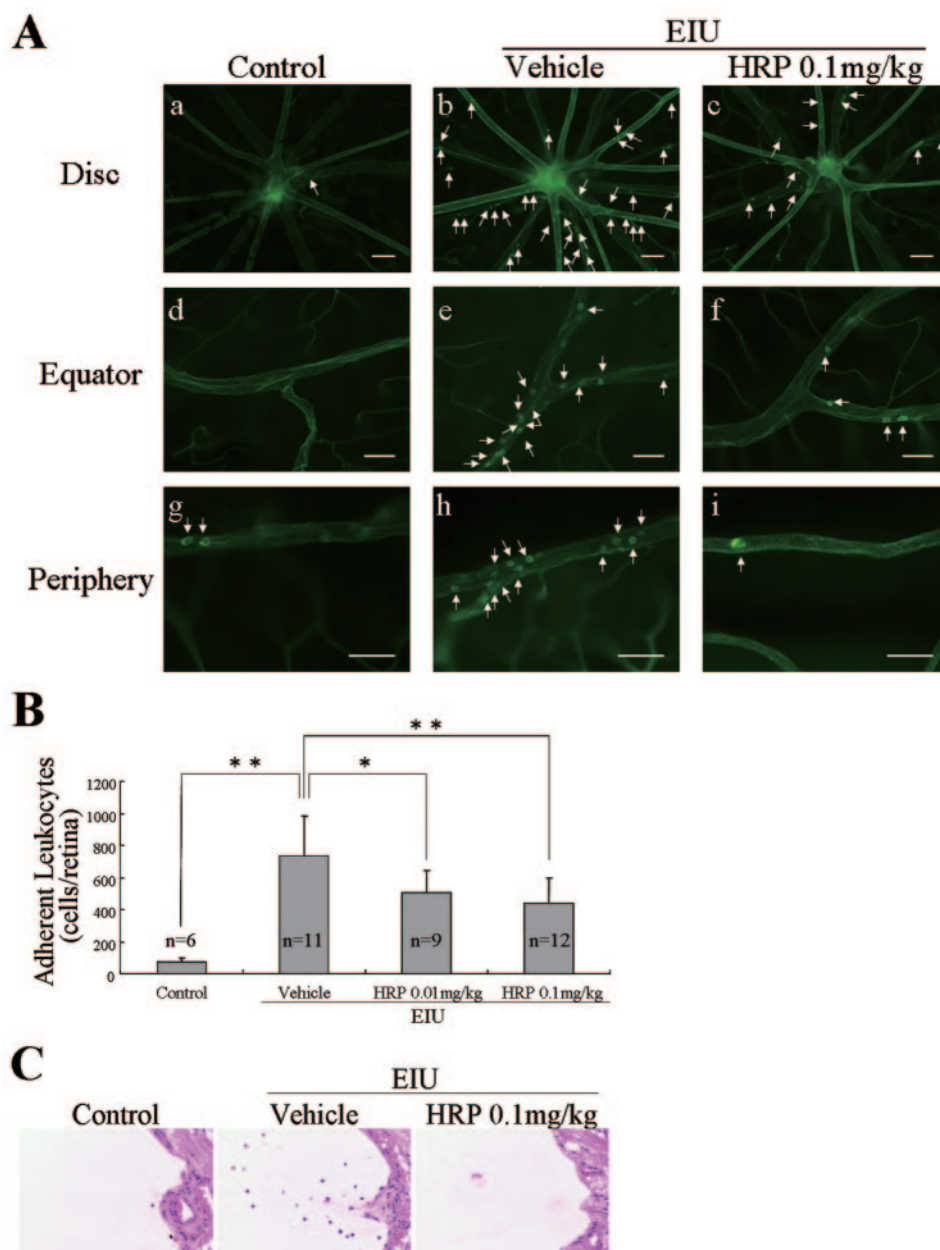 A
EIU
Control Vehicle HRP 0.1mg/kg
Disc
a b c
Equator
d e f
Periphery
g h i
B
** 
** *
Adherent Leukocytes
(cells/retina)
1200
1000
800
600
400
200
0
n=6 n=11 n=9 n=12
Control Vehicle HRP 0.01mg/kg HRP 0.1mg/kg
EIU
C
EIU
Control Vehicle HRP 0.1mg/kg